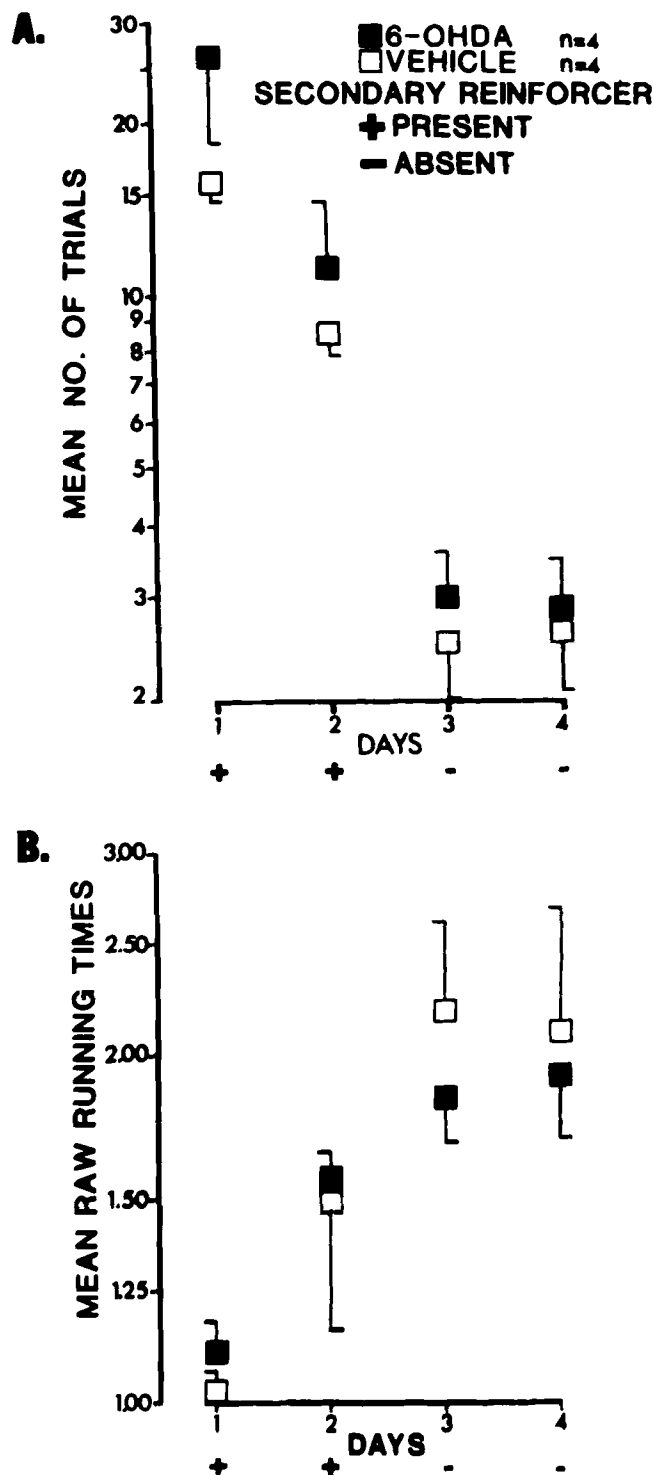 A.
6-OHDA n=4
VEHICLE n=4
SECONDARY REINFORCER
+ PRESENT
- ABSENT
MEAN NO. OF TRIALS
30
20
15
10
9
8
7
6
5
4
3
2
1 2 3 4
DAYS
+ + - -
B.
MEAN RAW RUNNING TIMES
3.00
2.50
2.00
1.50
1.25
1.00
1 2 3 4
DAYS
+ + - -